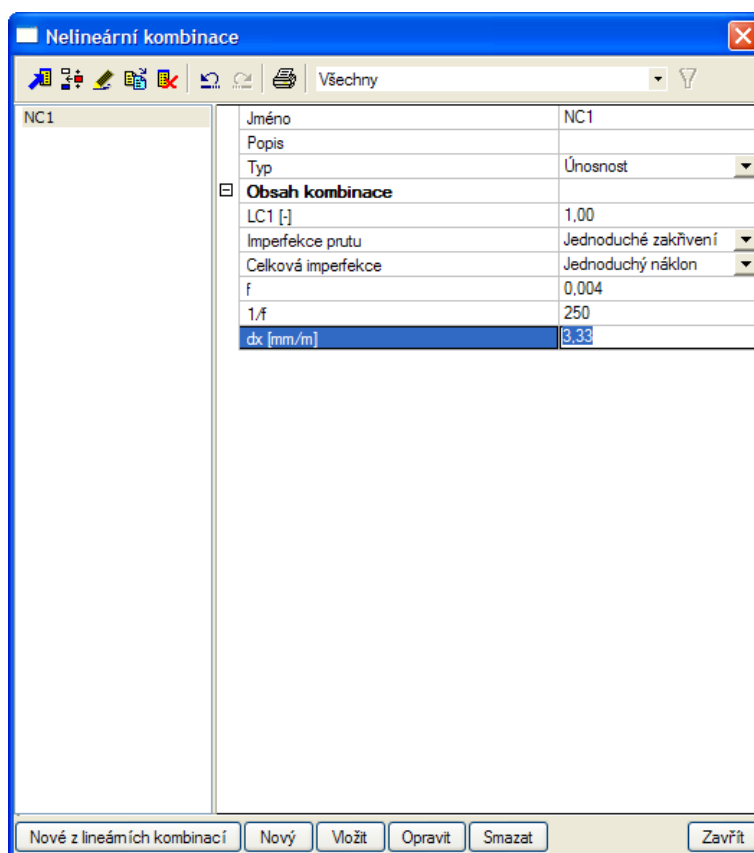 Nelineární kombinace
Všechny
NC1
Jméno NC1
Popis
Typ Únosnost
Obsah kombinace
LC1 [-] 1,00
Imperfekce prutu Jednoduché zakřivení
Celková imperfekce Jednoduchý náklon
f 0,004
1/f 250
dx [mm/m] 3,33
Nové z lineárních kombinací Nový Vložit Opravit Smazat Zavřít